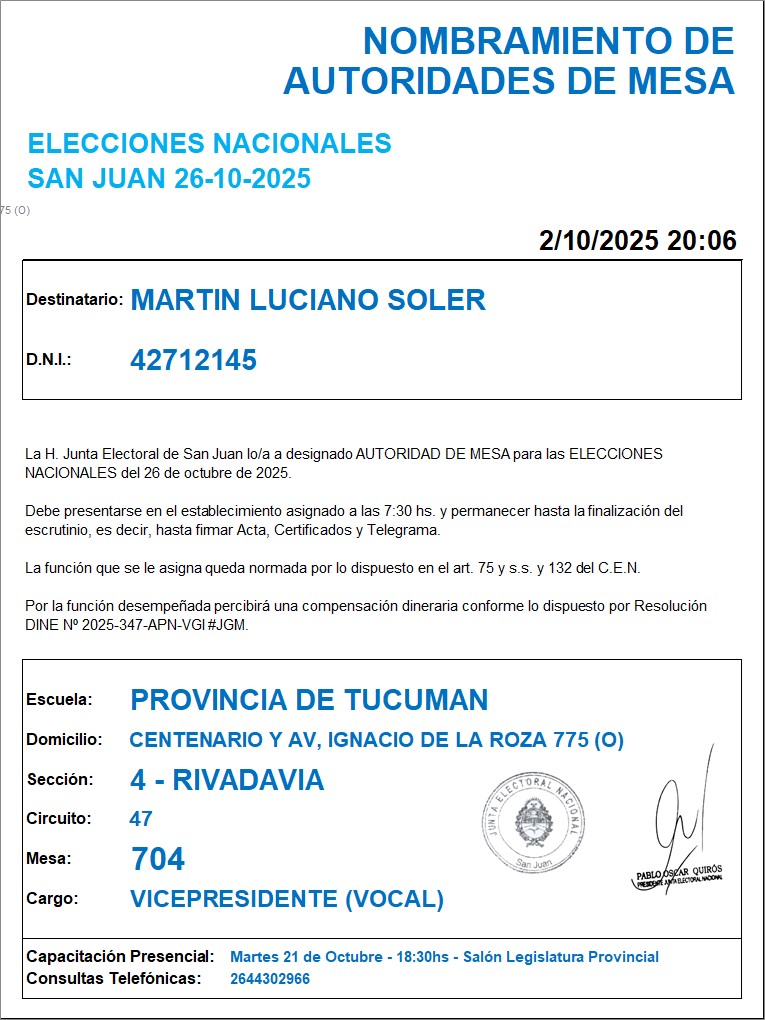 NOMBRAMIENTO DE
AUTORIDADES DE MESA
ELECCIONES NACIONALES
SAN JUAN 26-10-2025
75 (O)
2/10/2025 20:06
Destinatario: MARTIN LUCIANO SOLER
D.N.I.: 42712145
La H. Junta Electoral de San Juan lo/a a designado AUTORIDAD DE MESA para las ELECCIONES
NACIONALES del 26 de octubre de 2025.
Debe presentarse en el establecimiento asignado a las 7:30 hs. y permanecer hasta la finalización del
escrutinio, es decir, hasta firmar Acta, Certificados y Telegrama.
La función que se le asigna queda normada por lo dispuesto en el art. 75 y s.s. y 132 del C.E.N.
Por la función desempeñada percibirá una compensación dineraria conforme lo dispuesto por Resolución
DINE Nº 2025-347-APN-VGI#JGM.
Escuela: PROVINCIA DE TUCUMAN
Domicilio: CENTENARIO Y AV, IGNACIO DE LA ROZA 775 (O)
Sección: 4 - RIVADAVIA
Circuito: 47
Mesa: 704
Cargo: VICEPRESIDENTE (VOCAL)
JUNTA ELECTORAL NACIONAL
San Juan
PABLO OSCAR QUIRÓS
PRESIDENTE JUNTA ELECTORAL NACIONAL
Capacitación Presencial: Martes 21 de Octubre - 18:30hs - Salón Legislatura Provincial
Consultas Telefónicas: 2644302966